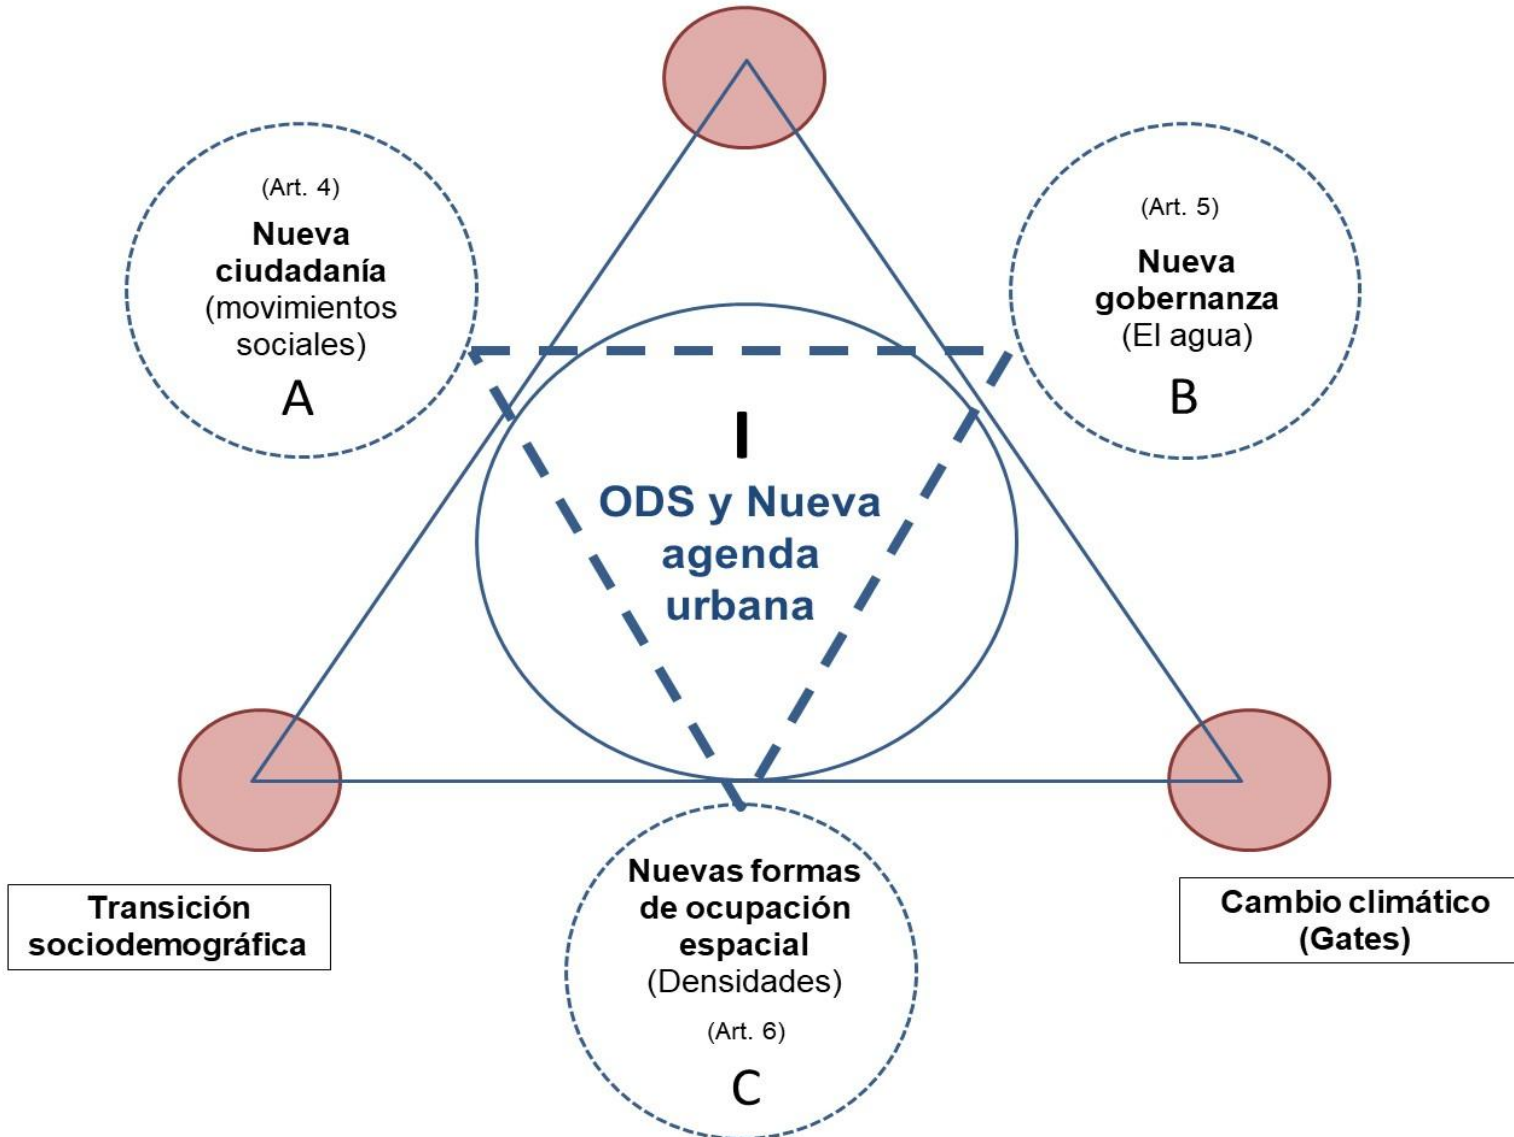 (Art. 4)
Nueva
ciudadanía
(movimientos
sociales)
A
(Art. 5)
Nueva
gobernanza
(El agua)
B
I
ODS y Nueva
agenda
urbana
Transición
sociodemográfica
Cambio climático
(Gates)
Nuevas formas
de ocupación
espacial
(Densidades)
(Art. 6)
C